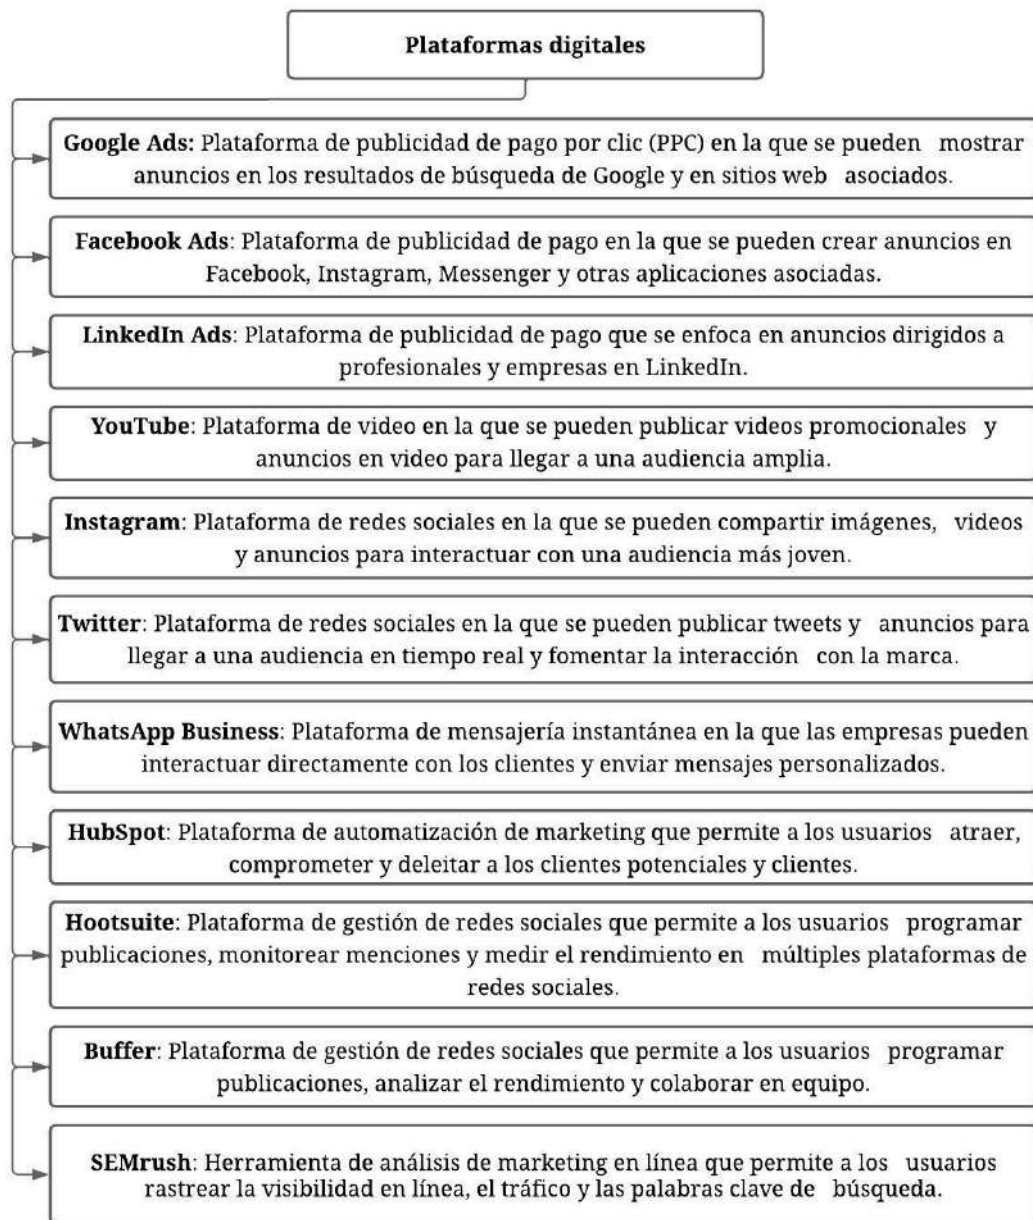 Plataformas digitales
Google Ads: Plataforma de publicidad de pago por clic (PPC) en la que se pueden mostrar
anuncios en los resultados de búsqueda de Google y en sitios web asociados.
Facebook Ads: Plataforma de publicidad de pago en la que se pueden crear anuncios en
Facebook, Instagram, Messenger y otras aplicaciones asociadas.
LinkedIn Ads: Plataforma de publicidad de pago que se enfoca en anuncios dirigidos a
profesionales y empresas en LinkedIn.
YouTube: Plataforma de video en la que se pueden publicar videos promocionales y
anuncios en video para llegar a una audiencia amplia.
Instagram: Plataforma de redes sociales en la que se pueden compartir imágenes, videos
y anuncios para interactuar con una audiencia más joven.
Twitter: Plataforma de redes sociales en la que se pueden publicar tweets y anuncios para
llegar a una audiencia en tiempo real y fomentar la interacción con la marca.
WhatsApp Business: Plataforma de mensajería instantánea en la que las empresas pueden
interactuar directamente con los clientes y enviar mensajes personalizados.
HubSpot: Plataforma de automatización de marketing que permite a los usuarios atraer,
comprometer y deleitar a los clientes potenciales y clientes.
Hootsuite: Plataforma de gestión de redes sociales que permite a los usuarios programar
publicaciones, monitorear menciones y medir el rendimiento en múltiples plataformas de
redes sociales.
Buffer: Plataforma de gestión de redes sociales que permite a los usuarios programar
publicaciones, analizar el rendimiento y colaborar en equipo.
SEMrush: Herramienta de análisis de marketing en línea que permite a los usuarios
rastrear la visibilidad en línea, el tráfico y las palabras clave de búsqueda.